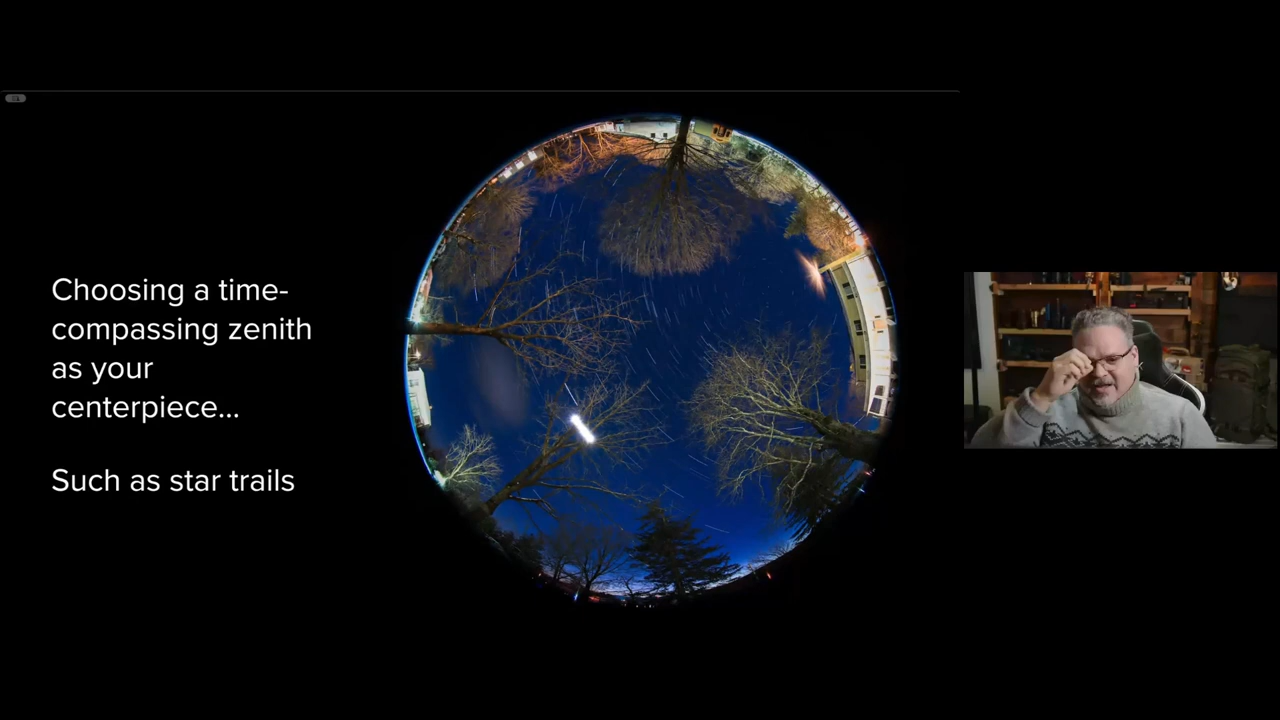 Choosing a time-
compassing zenith
as your
centerpiece...
Such as star trails